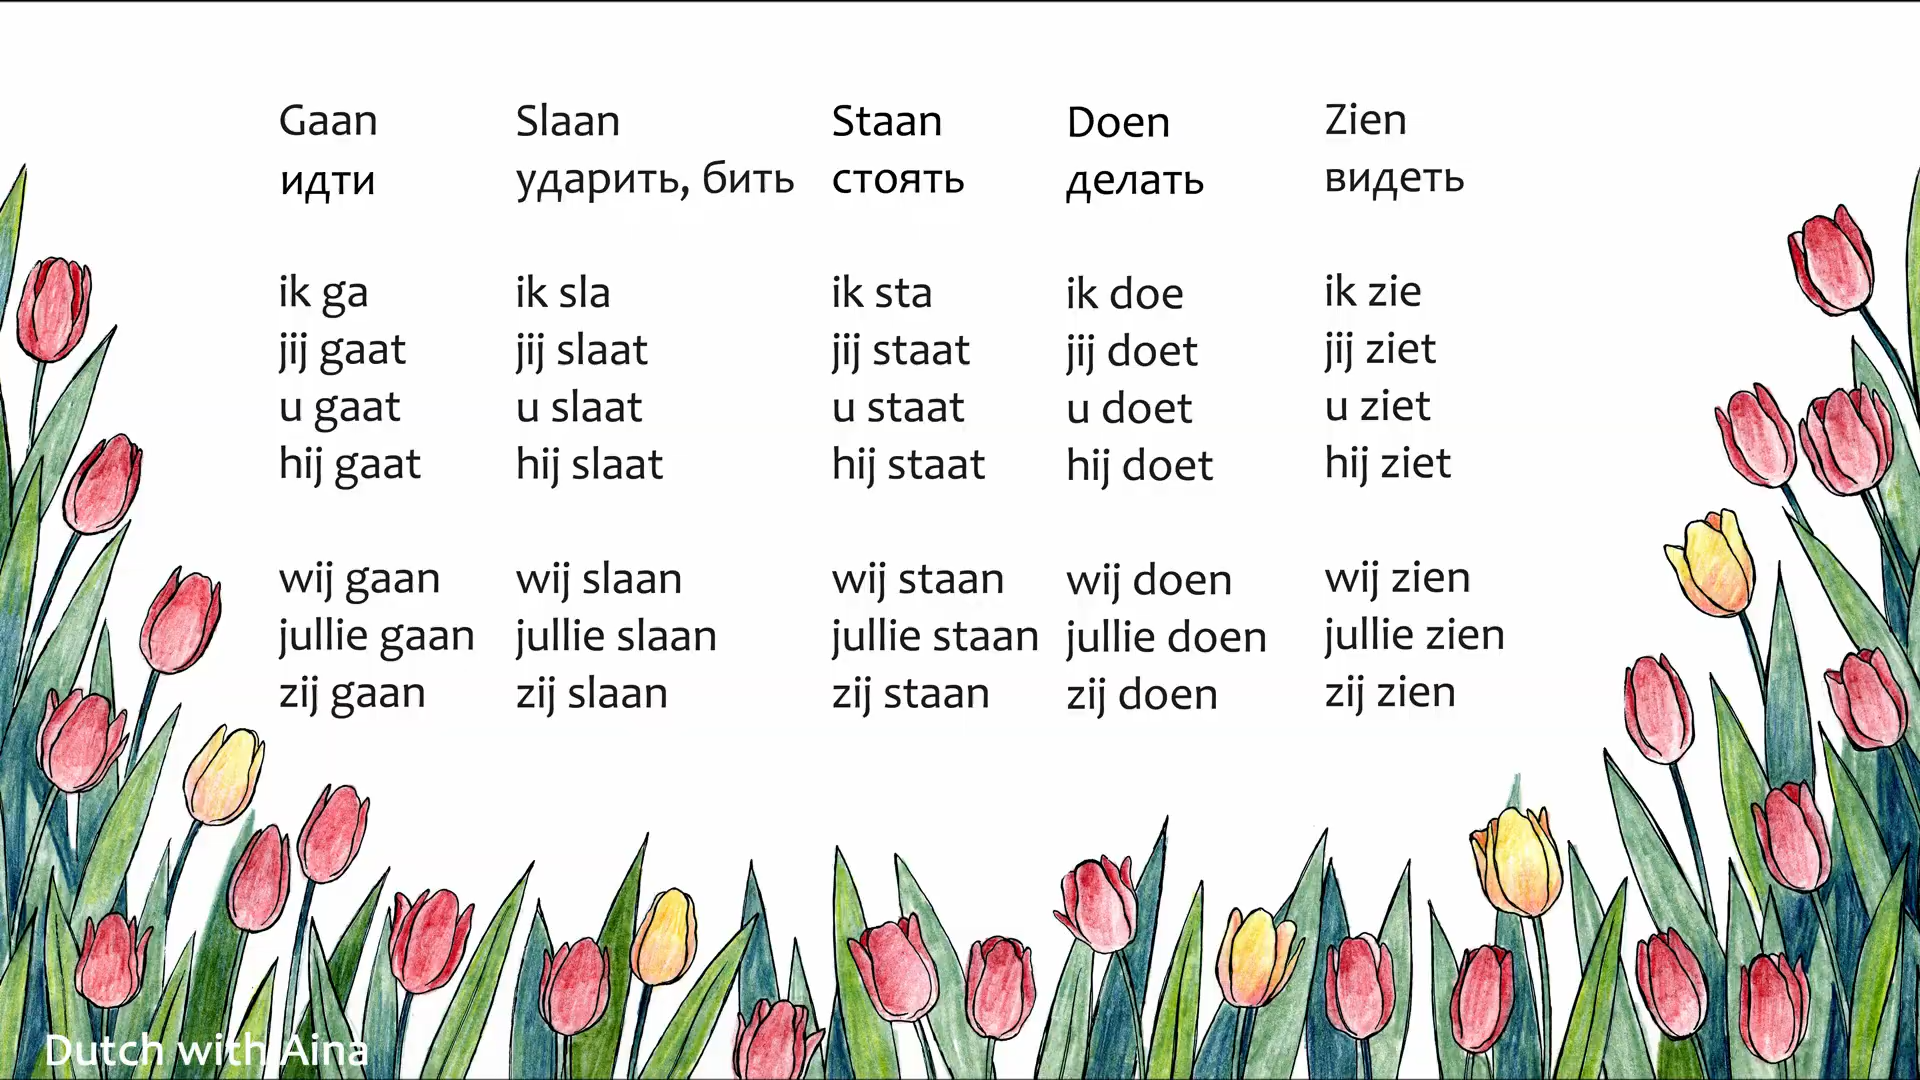 Gaan
идти
ik ga
jij gaat
u gaat
hij gaat
wij gaan
jullie gaan
zij gaan
Slaan
ударить, бить
ik sla
jij slaat
u slaat
hij slaat
wij slaan
jullie slaan
zij slaan
Staan
стоять
ik sta
jij staat
u staat
hij staat
wij staan
jullie staan
zij staan
Doen
делать
ik doe
jij doet
u doet
hij doet
wij doen
jullie doen
zij doen
Zien
видеть
ik zie
jij ziet
u ziet
hij ziet
wij zien
jullie zien
zij zien
Dutch with Aina